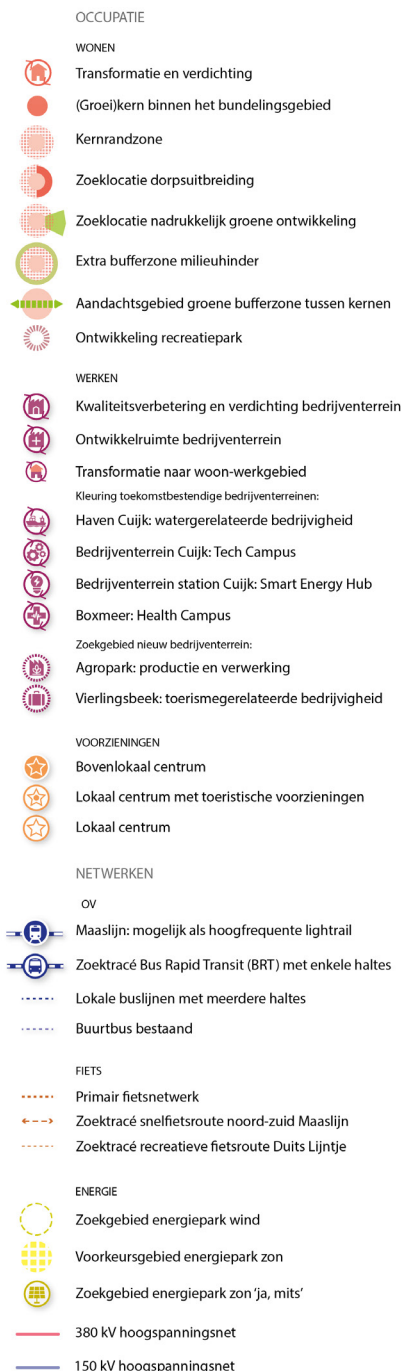 OCCUPATIE
WONEN
Transformatie en verdichting
(Groei)kern binnen het bundelingsgebied
Kernrandzone
Zoeklocatie dorpsuitbreiding
Zoeklocatie nadrukkelijk groene ontwikkeling
Extra bufferzone milieuhinder
Aandachtsgebied groene bufferzone tussen kernen
Ontwikkeling recreatiepark
WERKEN
Kwaliteitsverbetering en verdichting bedrijventerrein
Ontwikkelruimte bedrijventerrein
Transformatie naar woon-werkgebied
Kleuring toekomstbestendige bedrijventerreinen:
Haven Cuijk: watergerelateerde bedrijvigheid
Bedrijventerrein Cuijk: Tech Campus
Bedrijventerrein station Cuijk: Smart Energy Hub
Boxmeer: Health Campus
Zoekgebied nieuw bedrijventerrein:
Agropark: productie en verwerking
Vierlingsbeek: toerismegerelateerde bedrijvigheid
VOORZIENINGEN
Bovenlokaal centrum
Lokaal centrum met toeristische voorzieningen
Lokaal centrum
NETWERKEN
OV
Maaslijn: mogelijk als hoogfrequente lightrail
Zoektracé Bus Rapid Transit (BRT) met enkele haltes
Lokale buslijnen met meerdere haltes
Buurtbus bestaand
FIETS
Primair fietsnetwerk
Zoektracé snelfietsroute noord-zuid Maaslijn
Zoektracé recreatieve fietsroute Duits Lijntje
ENERGIE
Zoekgebied energiepark wind
Voorkeursgebied energiepark zon
Zoekgebied energiepark zon ‘ja, mits’
380 kV hoogspanningsnet
150 kV hoogspanningsnet